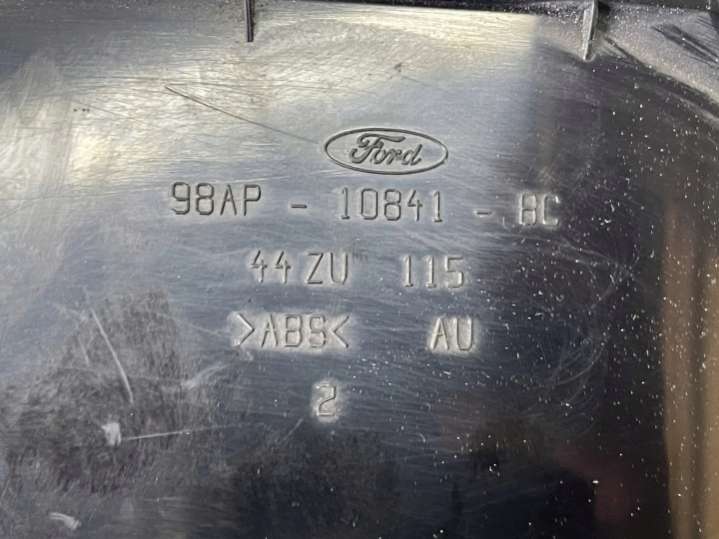 Ford
98AP - 10841 - BC
44 ZU 115
>ABS< AU
2